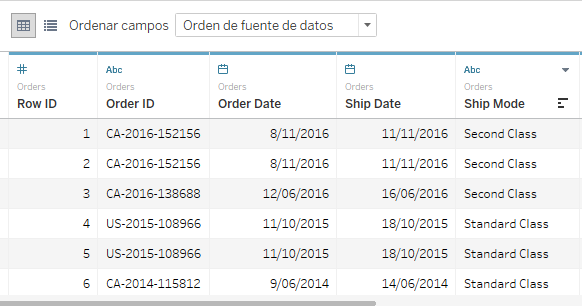 Ordenar campos Orden de fuente de datos
# Abc Abc
Orders Orders Orders Orders Orders
Row ID Order ID Order Date Ship Date Ship Mode
1 CA-2016-152156 8/11/2016 11/11/2016 Second Class
2 CA-2016-152156 8/11/2016 11/11/2016 Second Class
3 CA-2016-138688 12/06/2016 16/06/2016 Second Class
4 US-2015-108966 11/10/2015 18/10/2015 Standard Class
5 US-2015-108966 11/10/2015 18/10/2015 Standard Class
6 CA-2014-115812 9/06/2014 14/06/2014 Standard Class